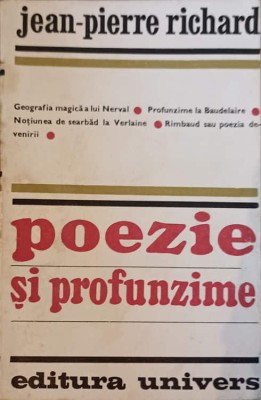 jean-pierre richard
Geografia magică a lui Nerval ● Profunzime la Baudelaire ●
Noțiunea de searbăd la Verlaine ● Rimbaud sau poezia de-
venirii ●
poezie
și profunzime
editura univers